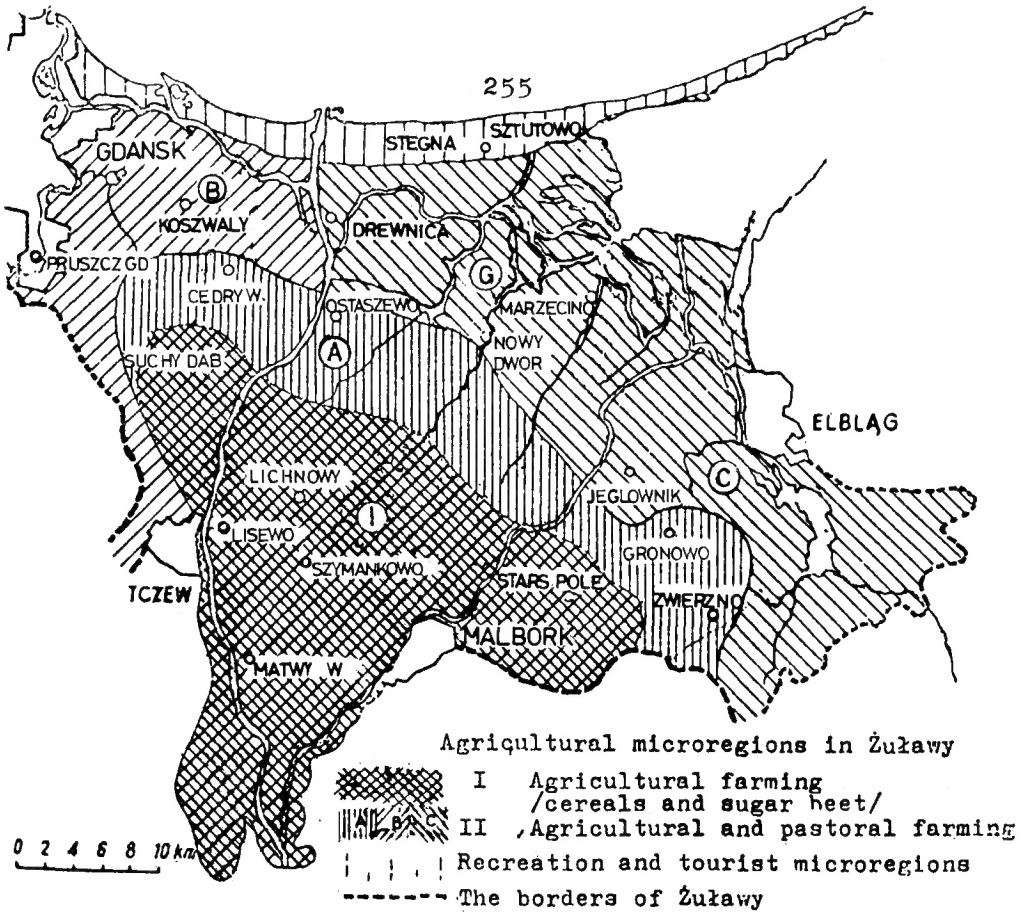 255
STEGNA
SZTUTOWO
GDAŃSK
B
KOSZWALY
DREWNICA
PRUSZCZ GD
CEDRY W.
G
OSTASZEWO
MARZECINO
NOWY
DWOR
A
SUCHY DAB
ELBLĄG
LICHNOWY
C
JEGLOWNIK
I
LISEWO
GRONOWO
SZYMANKOWO
STARS POLE
TCZEW
ZWIERZNO
MALBORK
MATWY W
Agricultural microregions in Żuławy
I Agricultural farming
/cereals and sugar beet/
A B C
II ,Agricultural and pastoral farming
Recreation and tourist microregions
The borders of Żuławy
0 2 4 6 8 10 km